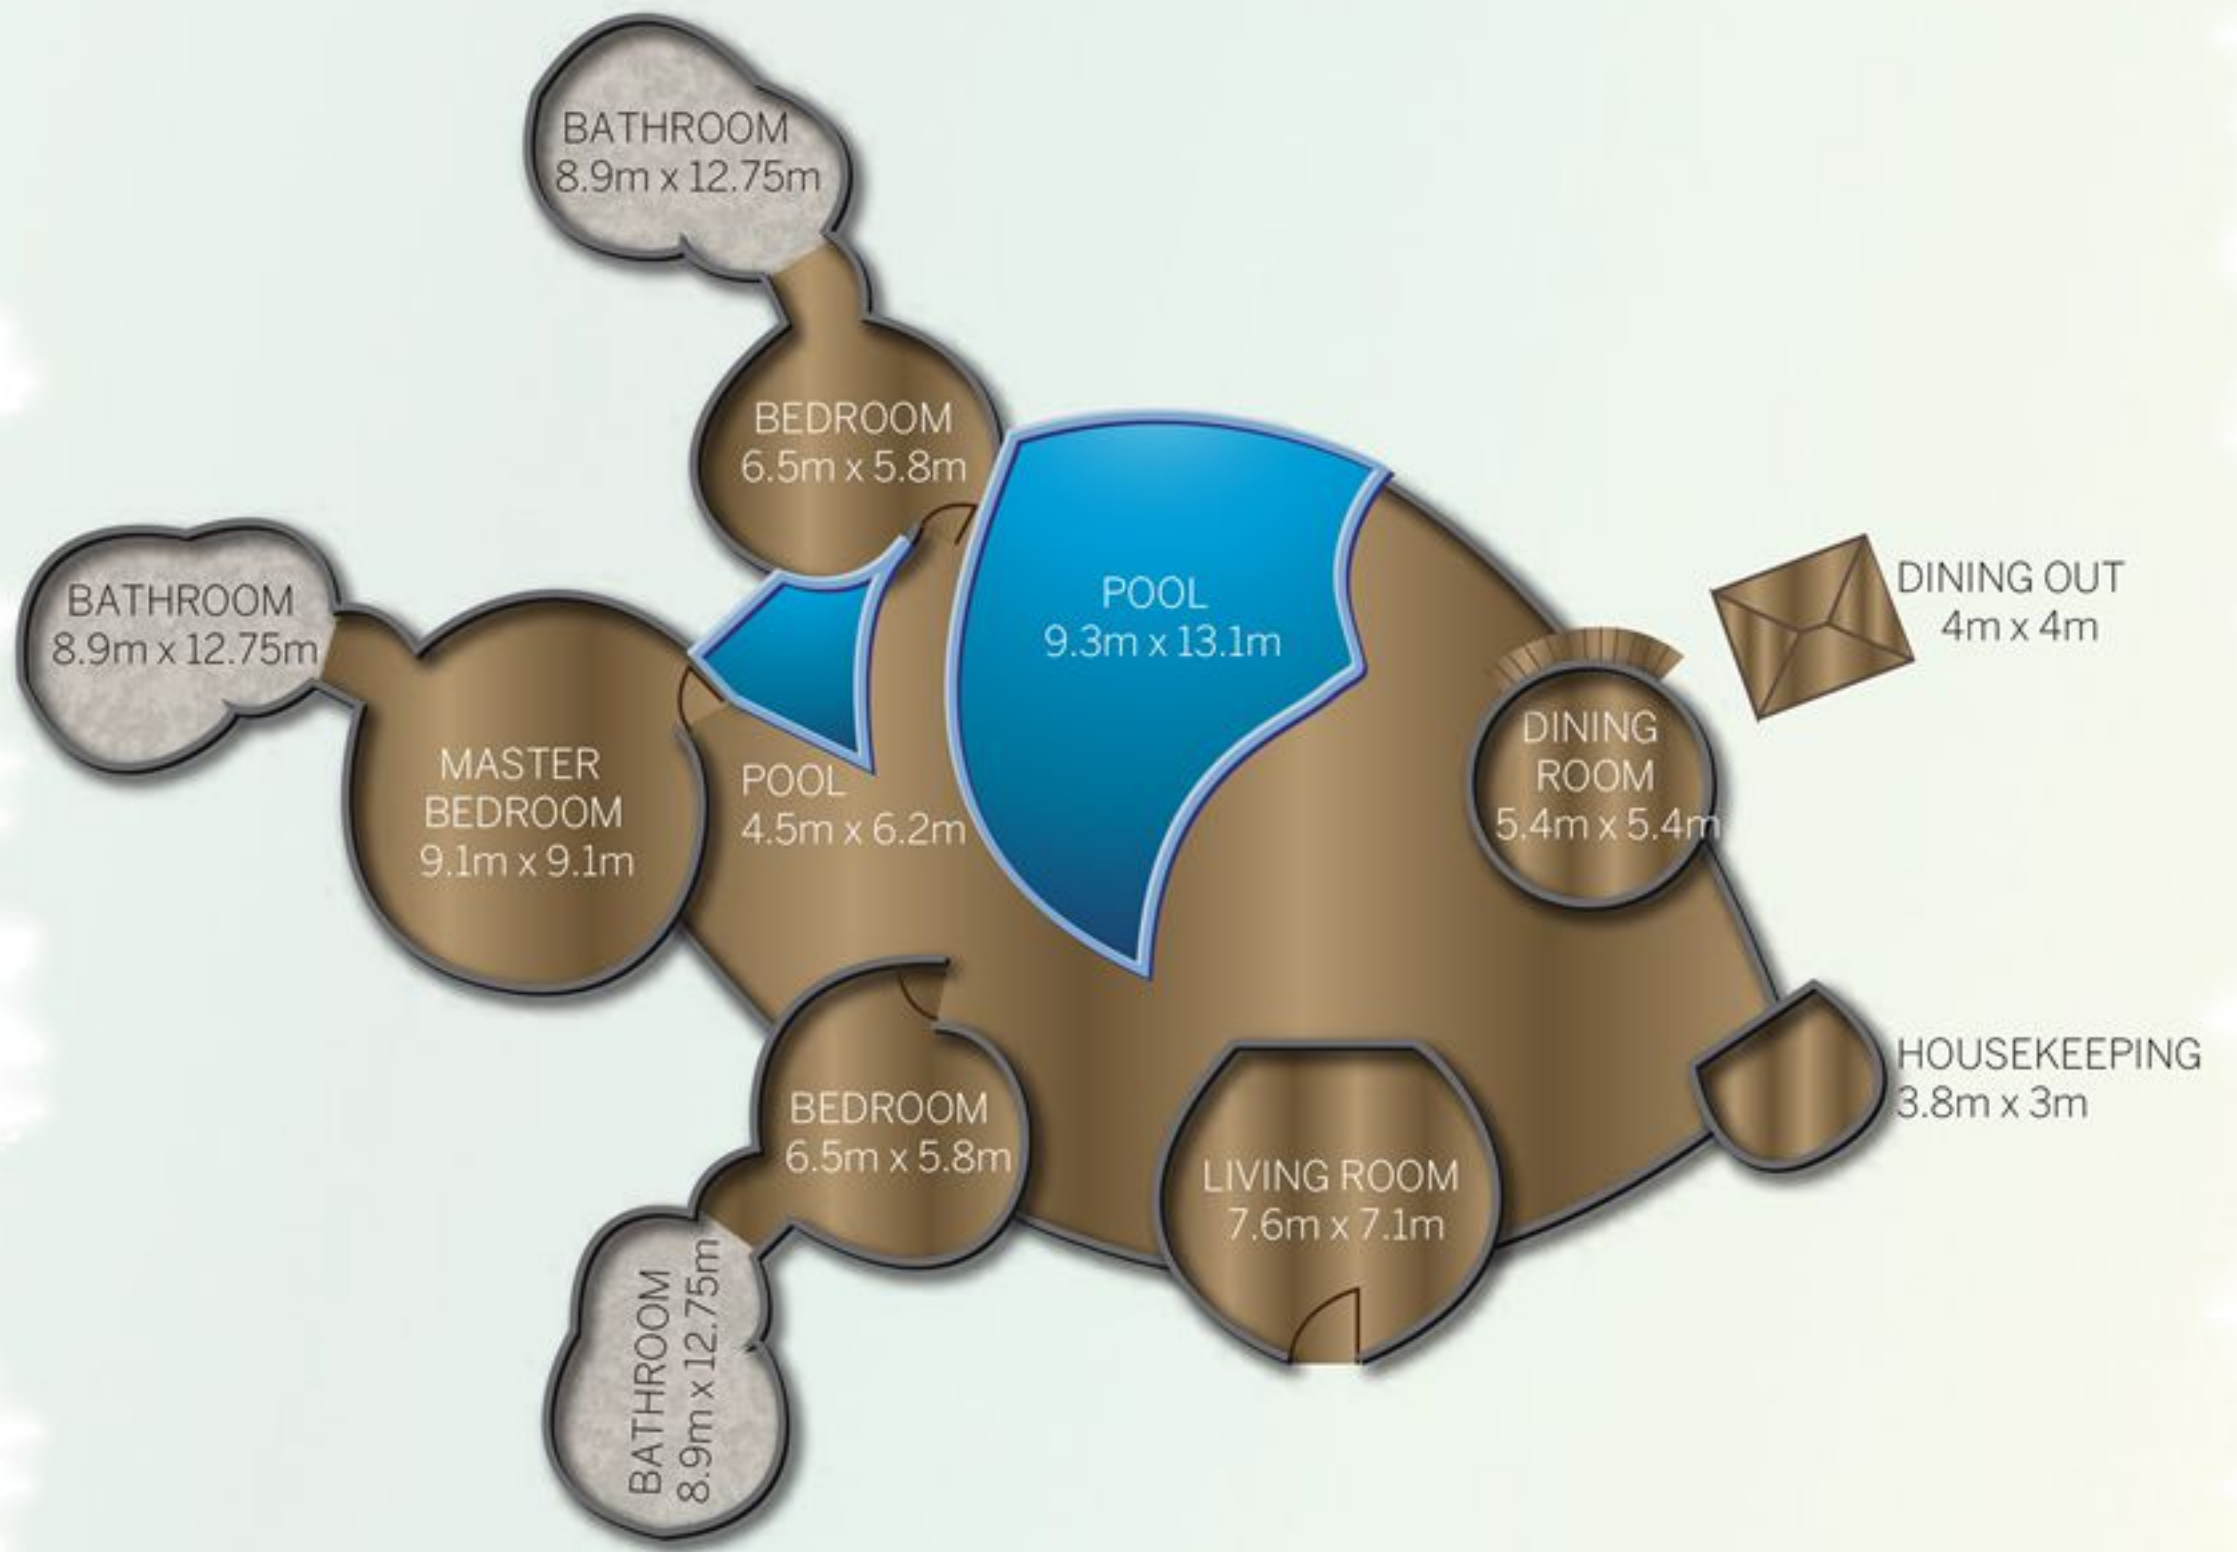 BATHROOM
8.9m x 12.75m
BEDROOM
6.5m x 5.8m
BATHROOM
8.9m x 12.75m
MASTER
BEDROOM
9.1m x 9.1m
POOL
4.5m x 6.2m
POOL
9.3m x 13.1m
DINING OUT
4m x 4m
DINING
ROOM
5.4m x 5.4m
HOUSEKEEPING
3.8m x 3m
BEDROOM
6.5m x 5.8m
LIVING ROOM
7.6m x 7.1m
BATHROOM
8.9m x 12.75m